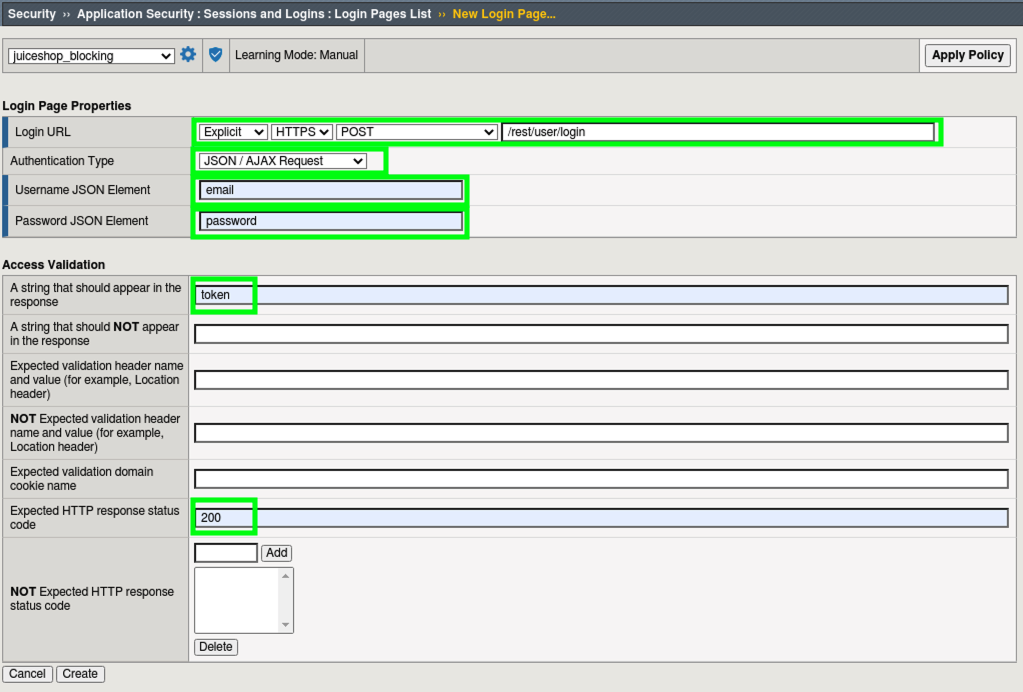 Security ›› Application Security : Sessions and Logins : Login Pages List ›› New Login Page...
juiceshop_blocking Learning Mode: Manual Apply Policy
Login Page Properties
Login URL Explicit HTTPS POST /rest/user/login
Authentication Type JSON / AJAX Request
Username JSON Element email
Password JSON Element password
Access Validation
A string that should appear in the
response
token
A string that should NOT appear
in the response
Expected validation header name
and value (for example, Location
header)
NOT Expected validation header
name and value (for example,
Location header)
Expected validation domain
cookie name
Expected HTTP response status
code
200
Add
NOT Expected HTTP response
status code
Delete
Cancel Create